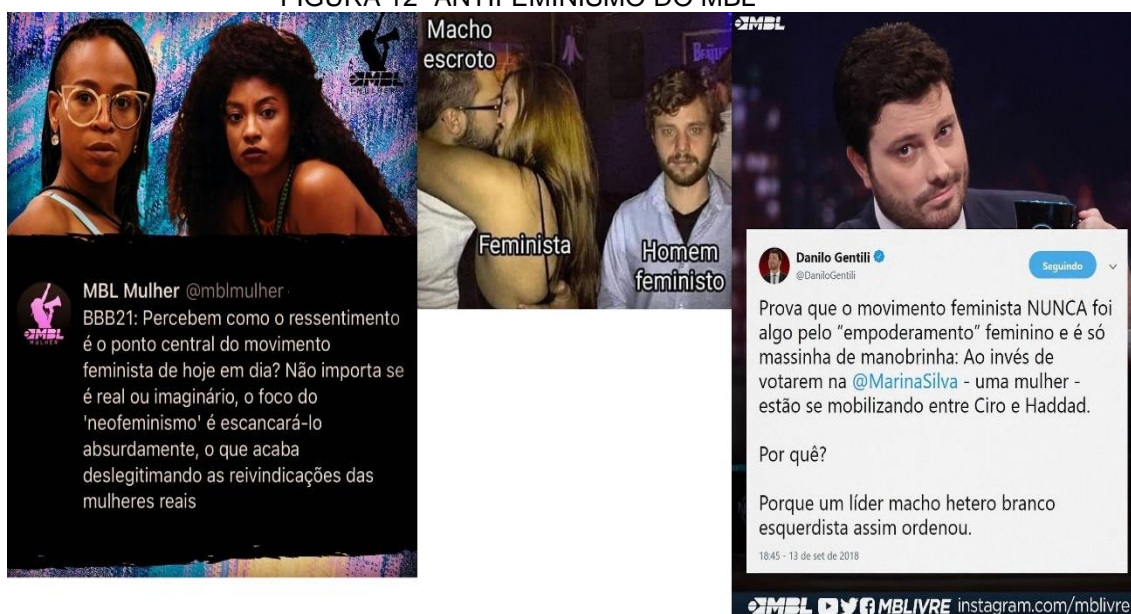 FIGURA 12- ANTIFEMINISMO DO MBL
MBL
MULHER
MBL Mulher @mblmulher
BBB21: Percebem como o ressentimento
é o ponto central do movimento
feminista de hoje em dia? Não importa se
é real ou imaginário, o foco do
'neofeminismo' é escancará-lo
absurdamente, o que acaba
deslegitimando as reivindicações das
mulheres reais
MBL
MULHER
Macho
escroto
Feminista
Homem
feministo
MBL
Danilo Gentili
@DaniloGentili
Seguindo
Prova que o movimento feminista NUNCA foi
algo pelo "empoderamento" feminino e é só
massinha de manobrinha: Ao invés de
votarem na @MarinaSilva - uma mulher -
estão se mobilizando entre Ciro e Haddad.
Por quê?
Porque um líder macho hetero branco
esquerdista assim ordenou.
18:45 - 13 de set de 2018
MBL MBLIVRE instagram.com/mblivre